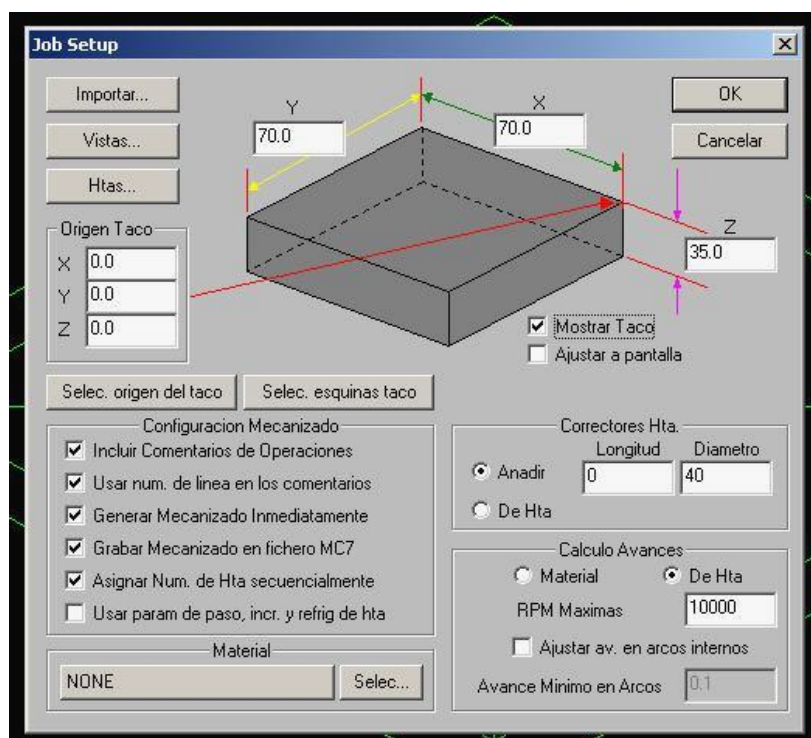 Job Setup
Importar...
Vistas...
Htas...
Y
70.0
X
70.0
OK
Cancelar
Z
35.0
Origen Taco
X 0.0
Y 0.0
Z 0.0
Mostrar Taco
Ajustar a pantalla
Selec. origen del taco
Selec. esquinas taco
Configuracion Mecanizado
Incluir Comentarios de Operaciones
Usar num. de linea en los comentarios
Generar Mecanizado Inmediatamente
Grabar Mecanizado en fichero MC7
Asignar Num. de Hta secuencialmente
Usar param de paso, incr. y refrig de hta
Material
NONE
Selec...
Correctores Hta.
Longitud Diametro
Anadir 0 40
De Hta
Calculo Avances
Material De Hta
RPM Maximas 10000
Ajustar av. en arcos internos
Avance Minimo en Arcos 0.1